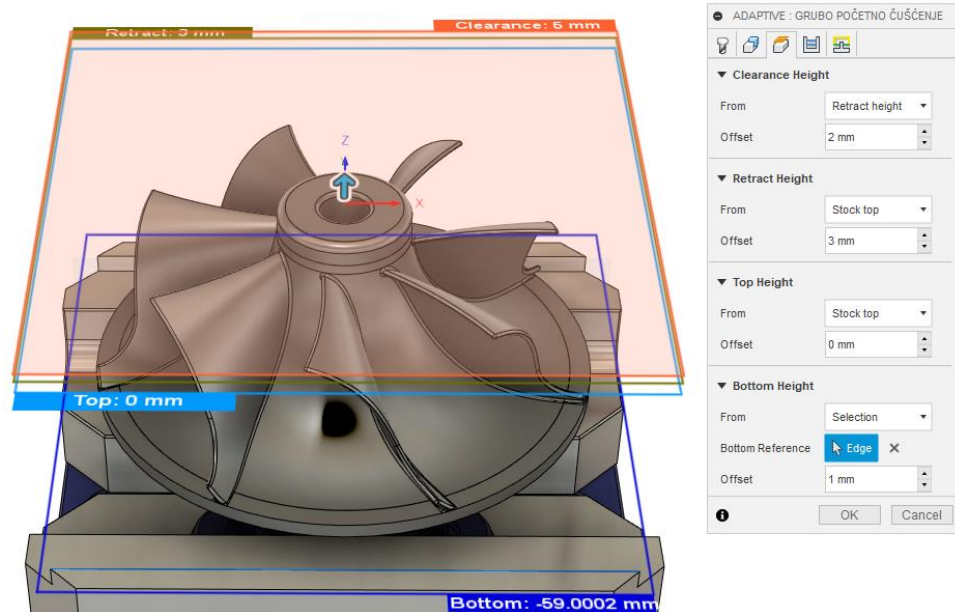 Retract: 3 mm
Clearance: 5 mm
Z
X
Top: 0 mm
Bottom: -59.0002 mm
ADAPTIVE : GRUBO POČETNO ČUŠĆENJE
Clearance Height
From Retract height
Offset 2 mm
Retract Height
From Stock top
Offset 3 mm
Top Height
From Stock top
Offset 0 mm
Bottom Height
From Selection
Bottom Reference Edge
Offset 1 mm
OK Cancel